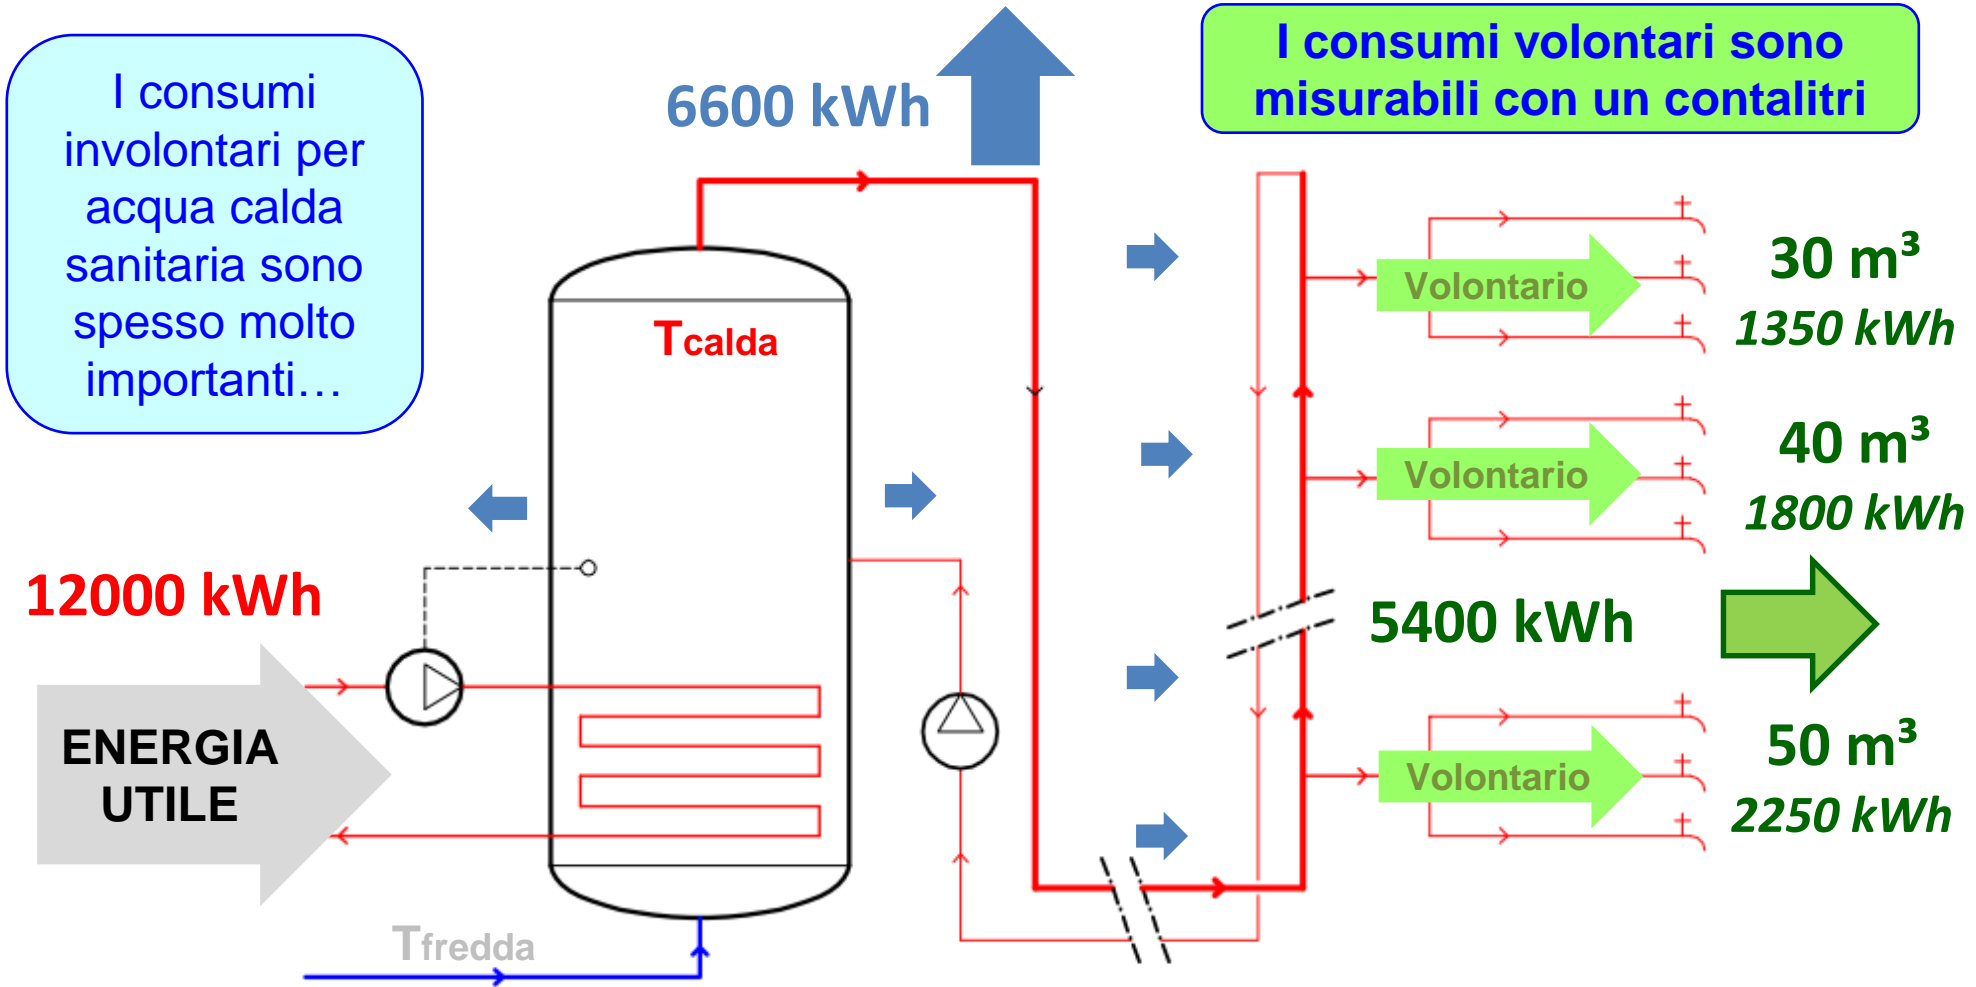 I consumi
involontari per
acqua calda
sanitaria sono
spesso molto
importanti…
6600 kWh
I consumi volontari sono
misurabili con un contalitri
Tcalda
Volontario
30 m³
1350 kWh
Volontario
40 m³
1800 kWh
12000 kWh
5400 kWh
ENERGIA
UTILE
Volontario
50 m³
2250 kWh
Tfredda